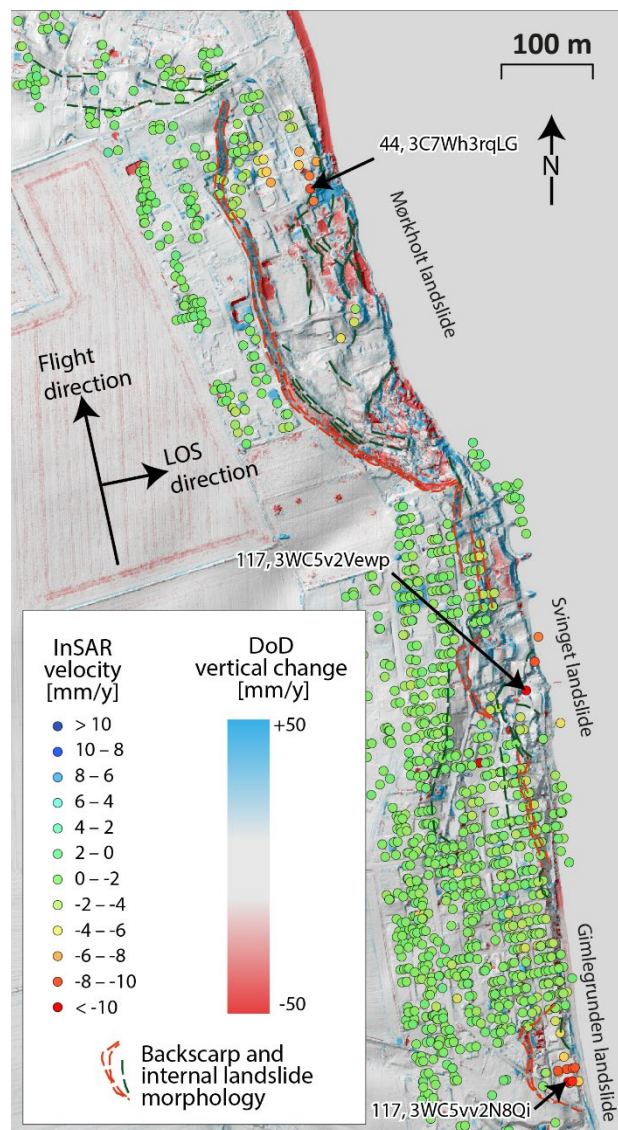 100 m
44, 3C7Wh3rqLG
N
Mørkholt landslide
Flight
direction
LOS
direction
117, 3WC5v2Vewp
Svinget landslide
InSAR
velocity
[mm/y]
> 10
10 – 8
8 – 6
6 – 4
4 – 2
2 – 0
0 – -2
-2 – -4
-4 – -6
-6 – -8
-8 – -10
< -10
DoD
vertical change
[mm/y]
+50
-50
Backscarp and
internal landslide
morphology
Gimlegrunden landslide
117, 3WC5vv2N8Qi